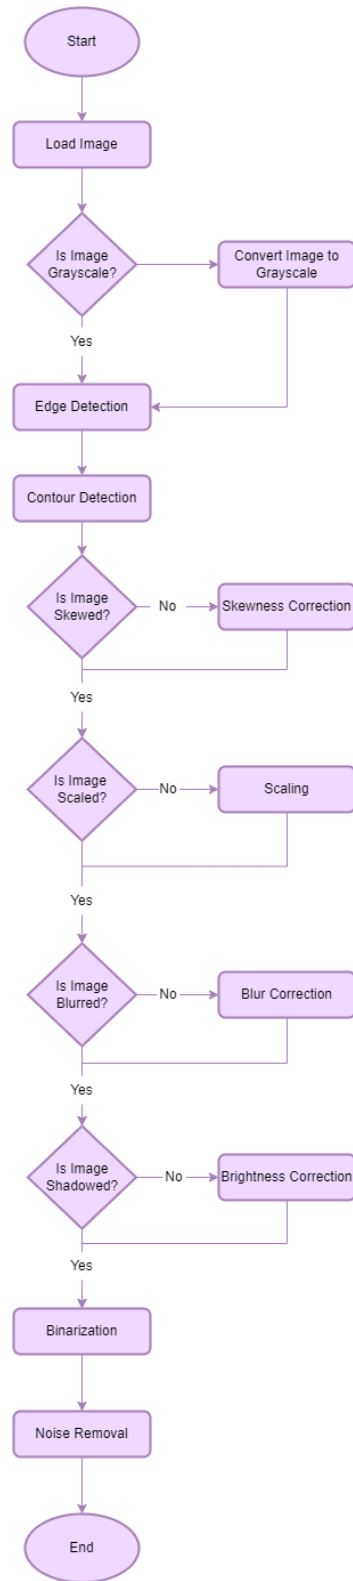 Start
Load Image
Is Image
Grayscale?
Convert Image to
Grayscale
Yes
Edge Detection
Contour Detection
Is Image
Skewed?
No
Skewness Correction
Yes
Is Image
Scaled?
No
Scaling
Yes
Is Image
Blurred?
No
Blur Correction
Yes
Is Image
Shadowed?
No
Brightness Correction
Yes
Binarization
Noise Removal
End